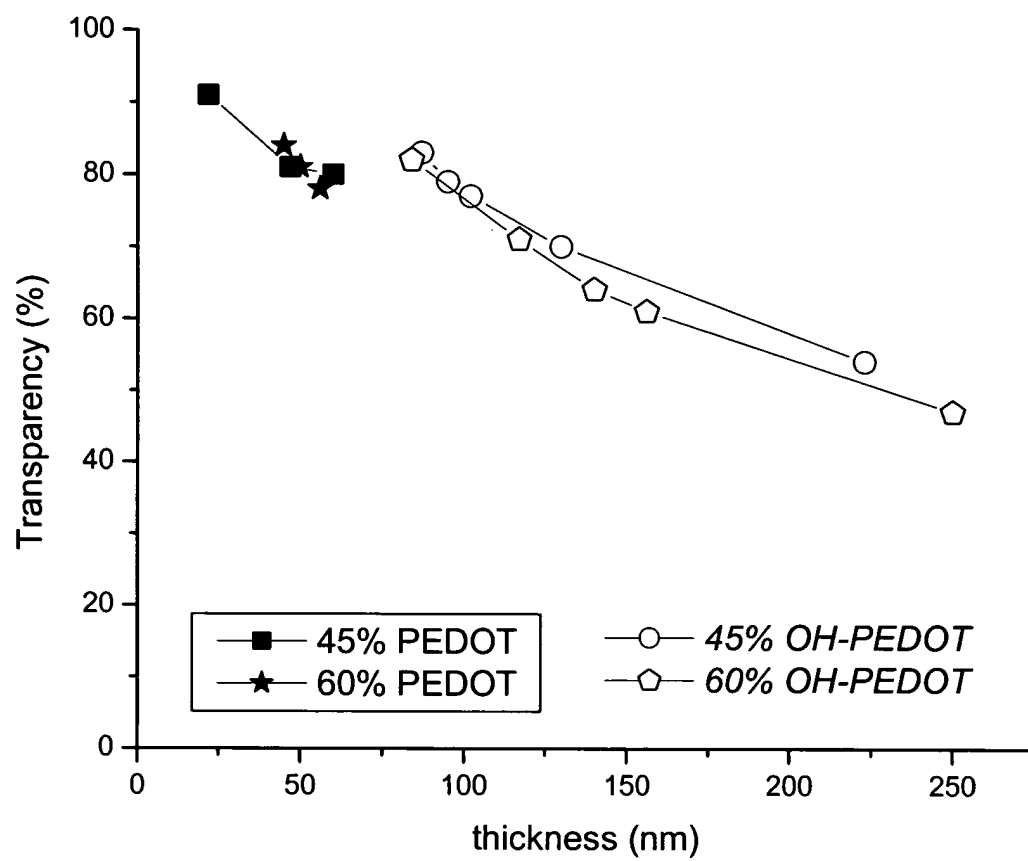 100
80
60
40
20
0
Transparency (%)
45% PEDOT
60% PEDOT
45% OH-PEDOT
60% OH-PEDOT
0 50 100 150 200 250
thickness (nm)